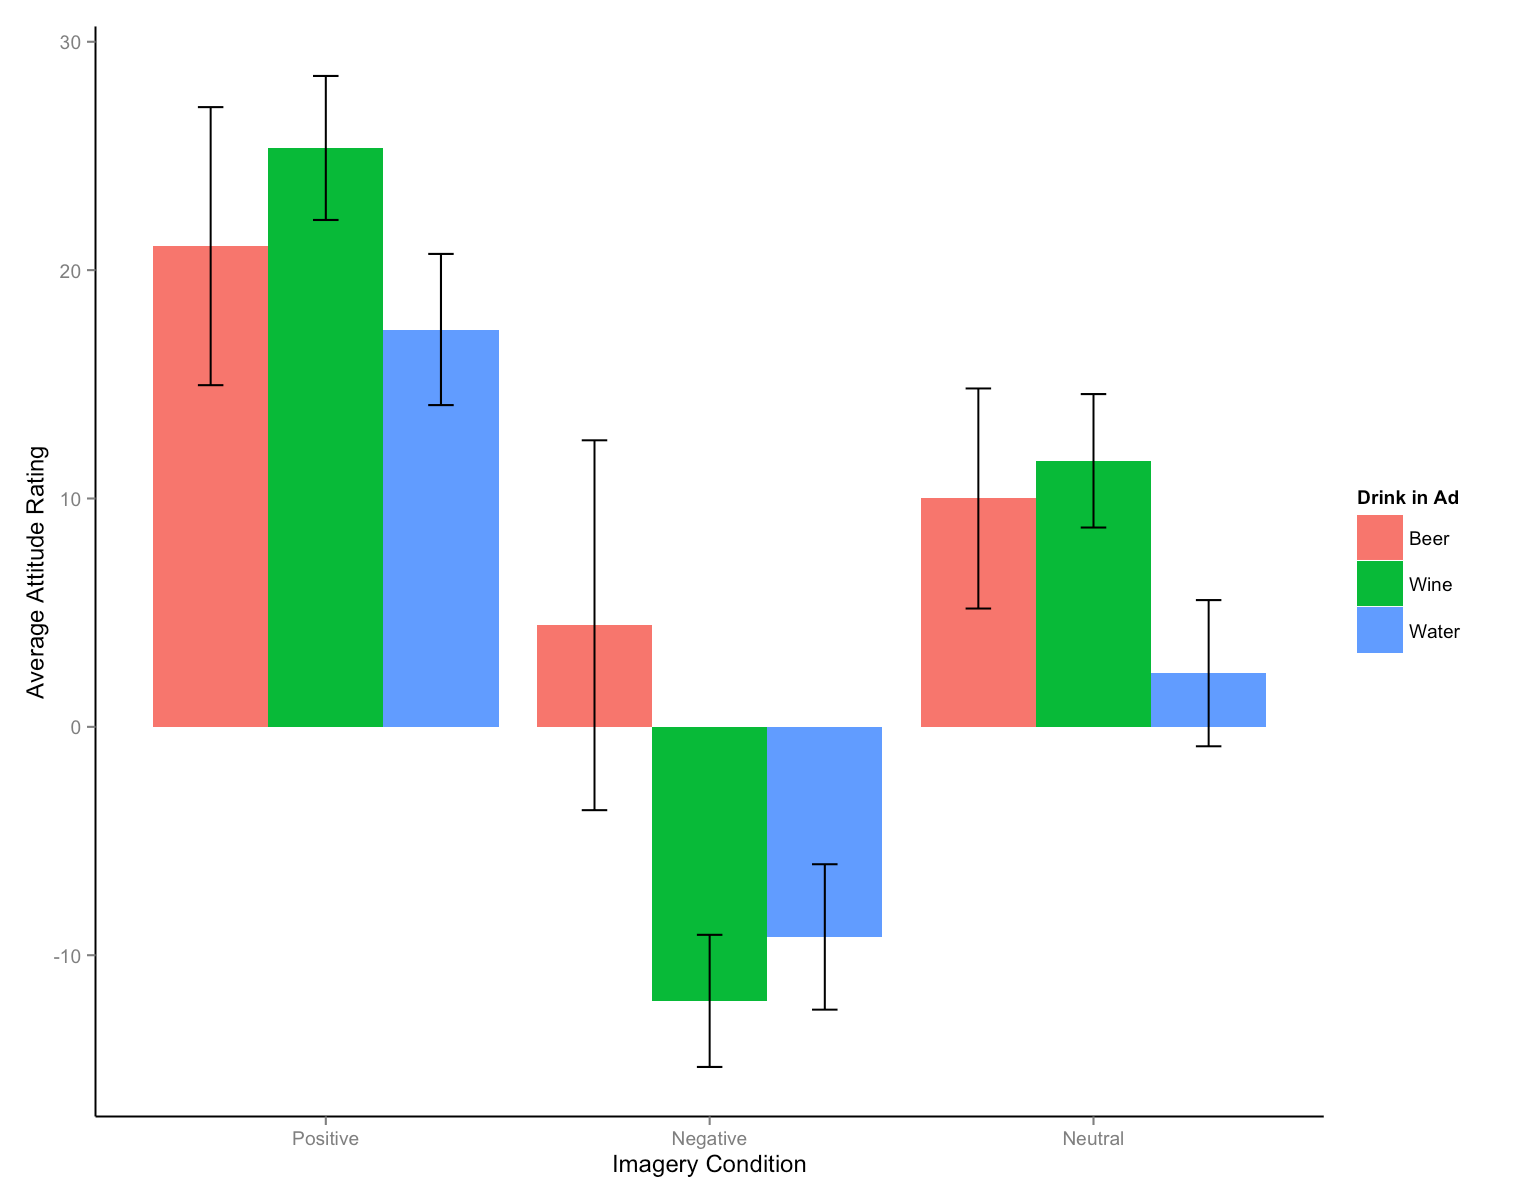 30
20
10
0
-10
Average Attitude Rating
Positive
Negative
Neutral
Imagery Condition
Drink in Ad
Beer
Wine
Water